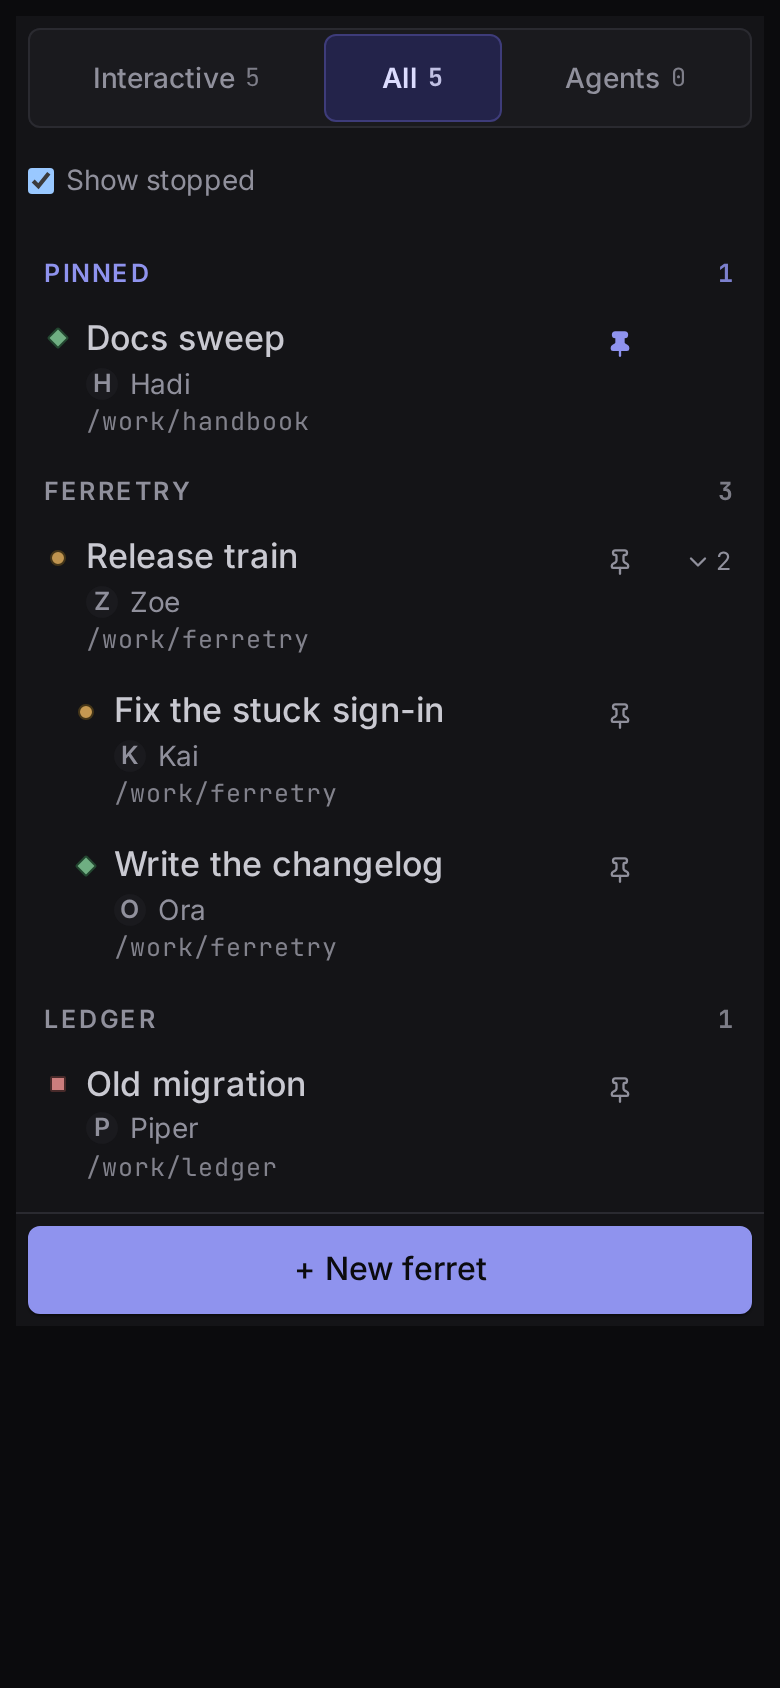 Interactive 5 All 5 Agents 0
Show stopped
PINNED 1
Docs sweep
H Hadi
/work/handbook
FERRETRY 3
Release train 2
Z Zoe
/work/ferretry
Fix the stuck sign-in
K Kai
/work/ferretry
Write the changelog
O Ora
/work/ferretry
LEDGER 1
Old migration
P Piper
/work/ledger
+ New ferret